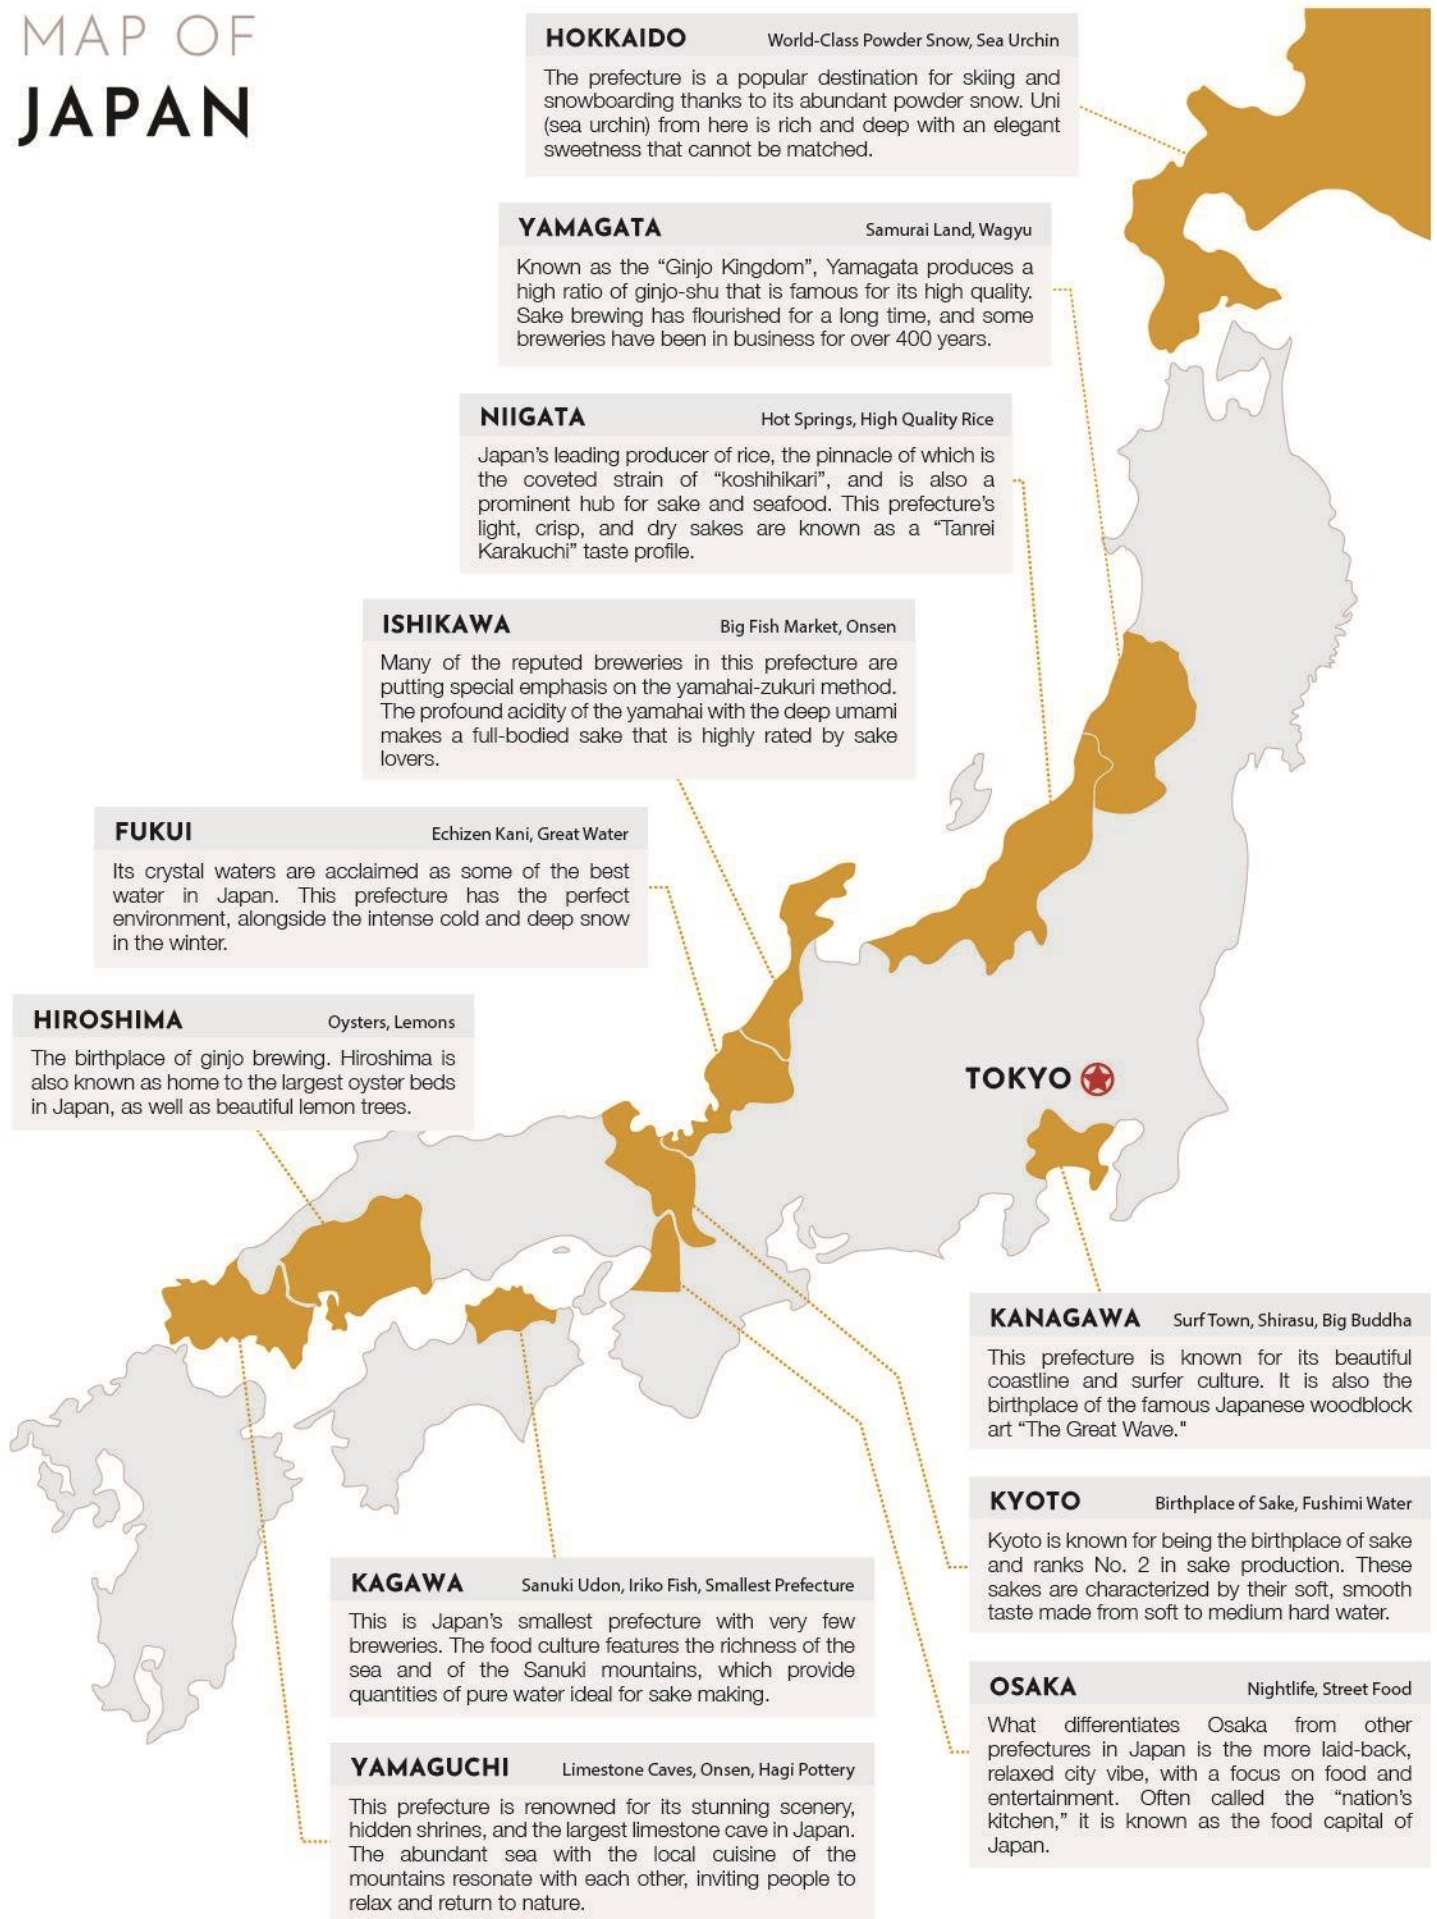 MAP OF
JAPAN
HOKKAIDO World-Class Powder Snow, Sea Urchin
The prefecture is a popular destination for skiing and
snowboarding thanks to its abundant powder snow. Uni
(sea urchin) from here is rich and deep with an elegant
sweetness that cannot be matched.
YAMAGATA Samurai Land, Wagyu
Known as the “Ginjo Kingdom”, Yamagata produces a
high ratio of ginjo-shu that is famous for its high quality.
Sake brewing has flourished for a long time, and some
breweries have been in business for over 400 years.
NIIGATA Hot Springs, High Quality Rice
Japan’s leading producer of rice, the pinnacle of which is
the coveted strain of “koshihikari”, and is also a
prominent hub for sake and seafood. This prefecture’s
light, crisp, and dry sakes are known as a “Tanrei
Karakuchi” taste profile.
ISHIKAWA Big Fish Market, Onsen
Many of the reputed breweries in this prefecture are
putting special emphasis on the yamahai-zukuri method.
The profound acidity of the yamahai with the deep umami
makes a full-bodied sake that is highly rated by sake
lovers.
FUKUI Echizen Kani, Great Water
Its crystal waters are acclaimed as some of the best
water in Japan. This prefecture has the perfect
environment, alongside the intense cold and deep snow
in the winter.
HIROSHIMA Oysters, Lemons
The birthplace of ginjo brewing. Hiroshima is
also known as home to the largest oyster beds
in Japan, as well as beautiful lemon trees.
TOKYO
KANAGAWA Surf Town, Shirasu, Big Buddha
This prefecture is known for its beautiful
coastline and surfer culture. It is also the
birthplace of the famous Japanese woodblock
art “The Great Wave."
KYOTO Birthplace of Sake, Fushimi Water
Kyoto is known for being the birthplace of sake
and ranks No. 2 in sake production. These
sakes are characterized by their soft, smooth
taste made from soft to medium hard water.
KAGAWA Sanuki Udon, Iriko Fish, Smallest Prefecture
This is Japan’s smallest prefecture with very few
breweries. The food culture features the richness of the
sea and of the Sanuki mountains, which provide
quantities of pure water ideal for sake making.
OSAKA Nightlife, Street Food
What differentiates Osaka from other
prefectures in Japan is the more laid-back,
relaxed city vibe, with a focus on food and
entertainment. Often called the “nation’s
kitchen,” it is known as the food capital of
Japan.
YAMAGUCHI Limestone Caves, Onsen, Hagi Pottery
This prefecture is renowned for its stunning scenery,
hidden shrines, and the largest limestone cave in Japan.
The abundant sea with the local cuisine of the
mountains resonate with each other, inviting people to
relax and return to nature.